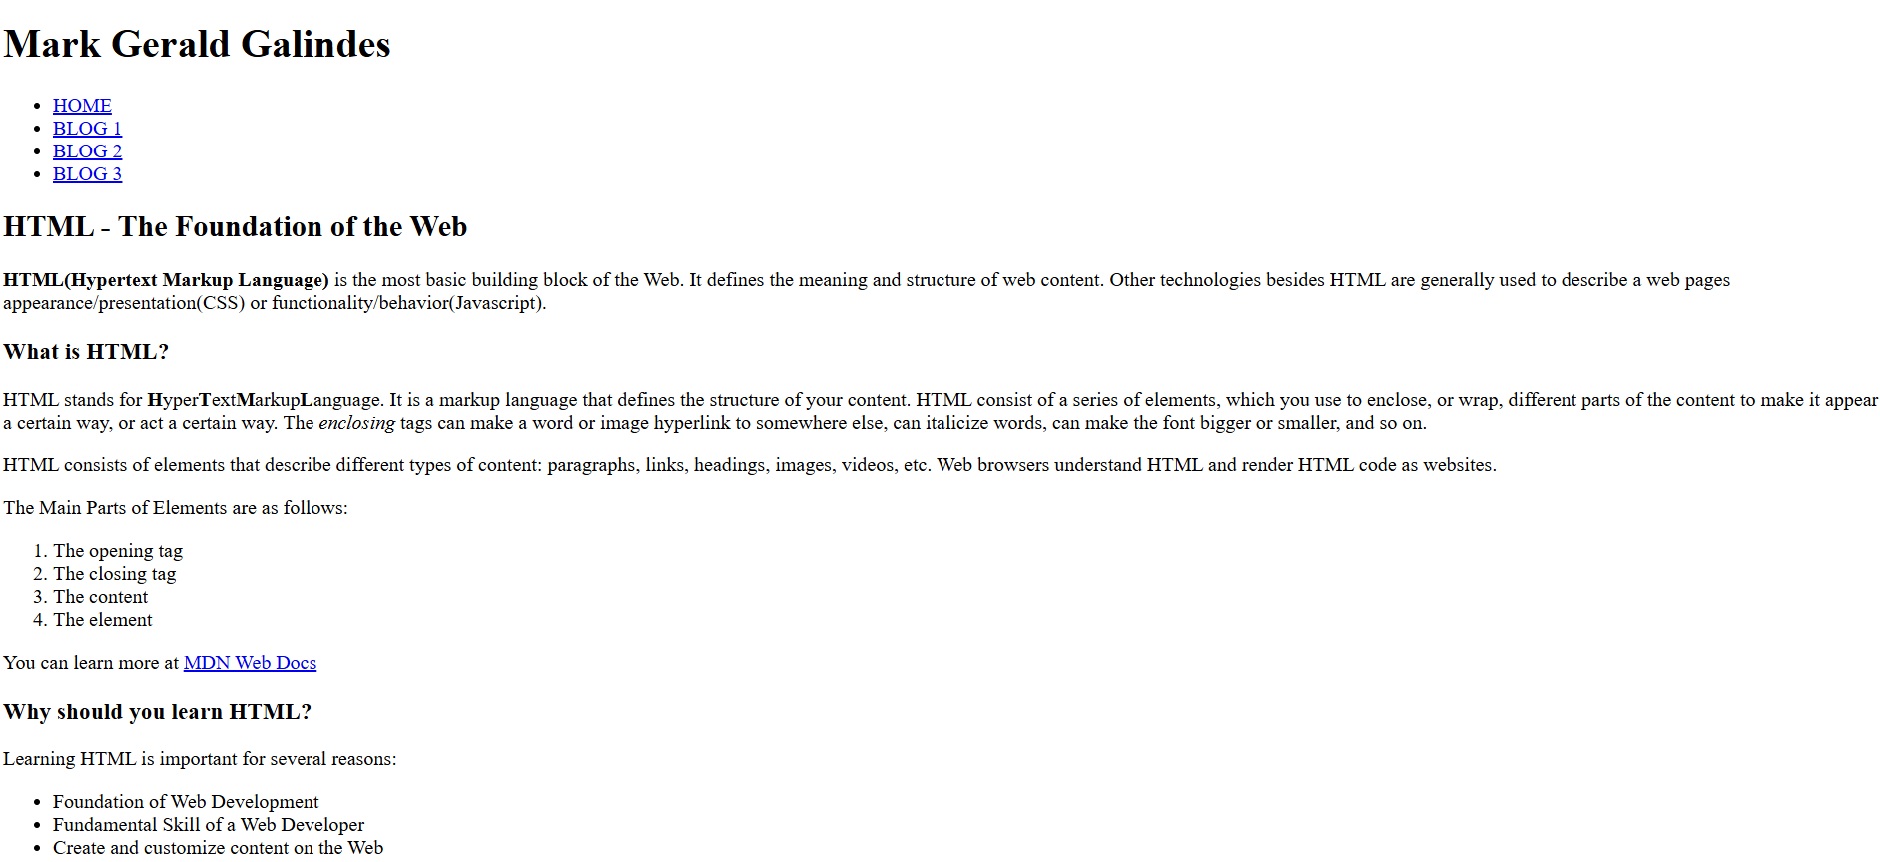 Mark Gerald Galindes
• HOME
• BLOG 1
• BLOG 2
• BLOG 3
HTML - The Foundation of the Web
HTML(Hypertext Markup Language) is the most basic building block of the Web. It defines the meaning and structure of web content. Other technologies besides HTML are generally used to describe a web pages
appearance/presentation(CSS) or functionality/behavior(Javascript).
What is HTML?
HTML stands for HyperTextMarkupLanguage. It is a markup language that defines the structure of your content. HTML consist of a series of elements, which you use to enclose, or wrap, different parts of the content to make it appear
a certain way, or act a certain way. The enclosing tags can make a word or image hyperlink to somewhere else, can italicize words, can make the font bigger or smaller, and so on.
HTML consists of elements that describe different types of content: paragraphs, links, headings, images, videos, etc. Web browsers understand HTML and render HTML code as websites.
The Main Parts of Elements are as follows:
1. The opening tag
2. The closing tag
3. The content
4. The element
You can learn more at MDN Web Docs
Why should you learn HTML?
Learning HTML is important for several reasons:
• Foundation of Web Development
• Fundamental Skill of a Web Developer
• Create and customize content on the Web